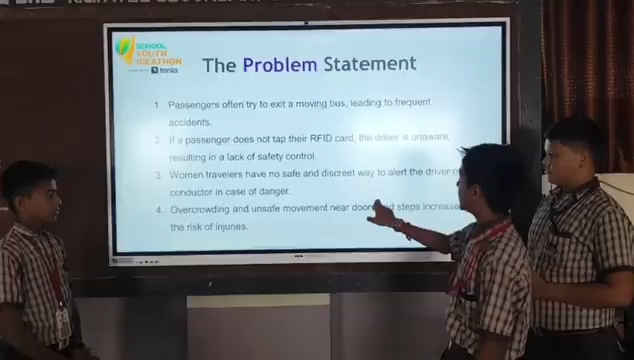 SCHOOL
YOUTH
IDEATHON
The Problem Statement
1. Passengers often try to exit a moving bus, leading to frequent
accidents.
2. If a passenger does not tap their RFID card, the driver is unaware,
resulting in a lack of safety control.
3. Women travelers have no safe and discreet way to alert the driver
conductor in case of danger.
4. Overcrowding and unsafe movement near doors steps increase
the risk of injuries.